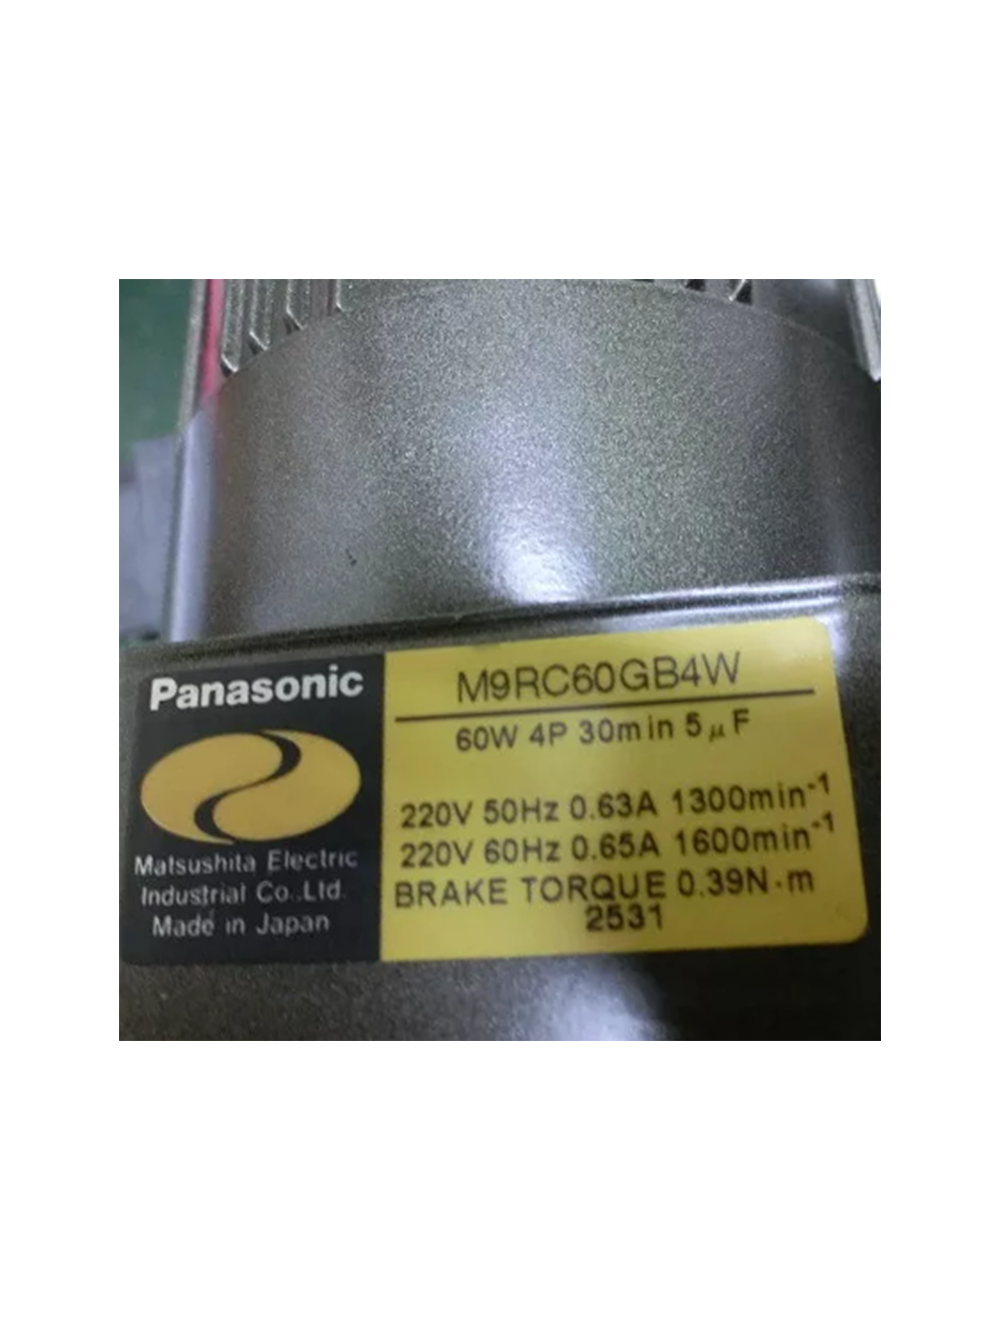 Panasonic
Matsushita Electric
Industrial Co.,Ltd.
Made in Japan
M9RC60GB4W
60W 4P 30min 5μF
220V 50Hz 0.63A 1300min-1
220V 60Hz 0.65A 1600min-1
BRAKE TORQUE 0.39N·m
2531